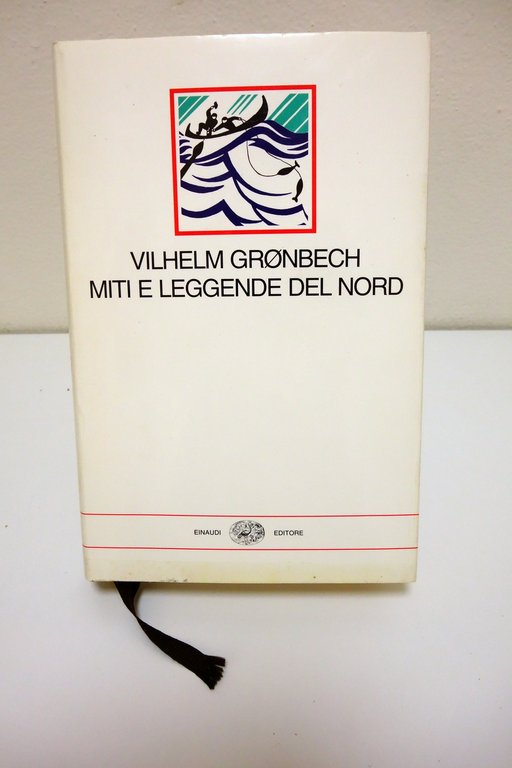 VILHELM GRØNBECH
MITI E LEGGENDE DEL NORD
EINAUDI EDITORE